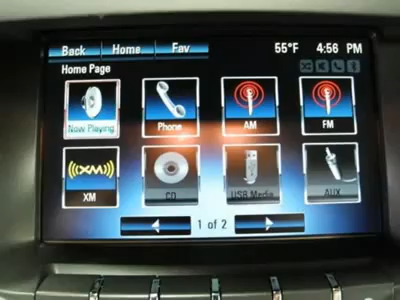 Back Home Fav 55°F 4:56 PM
Home Page
Now Playing Phone AM FM
XM
XM CD USB Media AUX
1 of 2